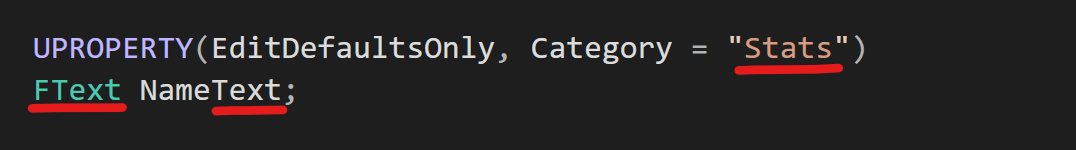 UPROPERTY(EditDefaultsOnly, Category = "Stats")
FText NameText;